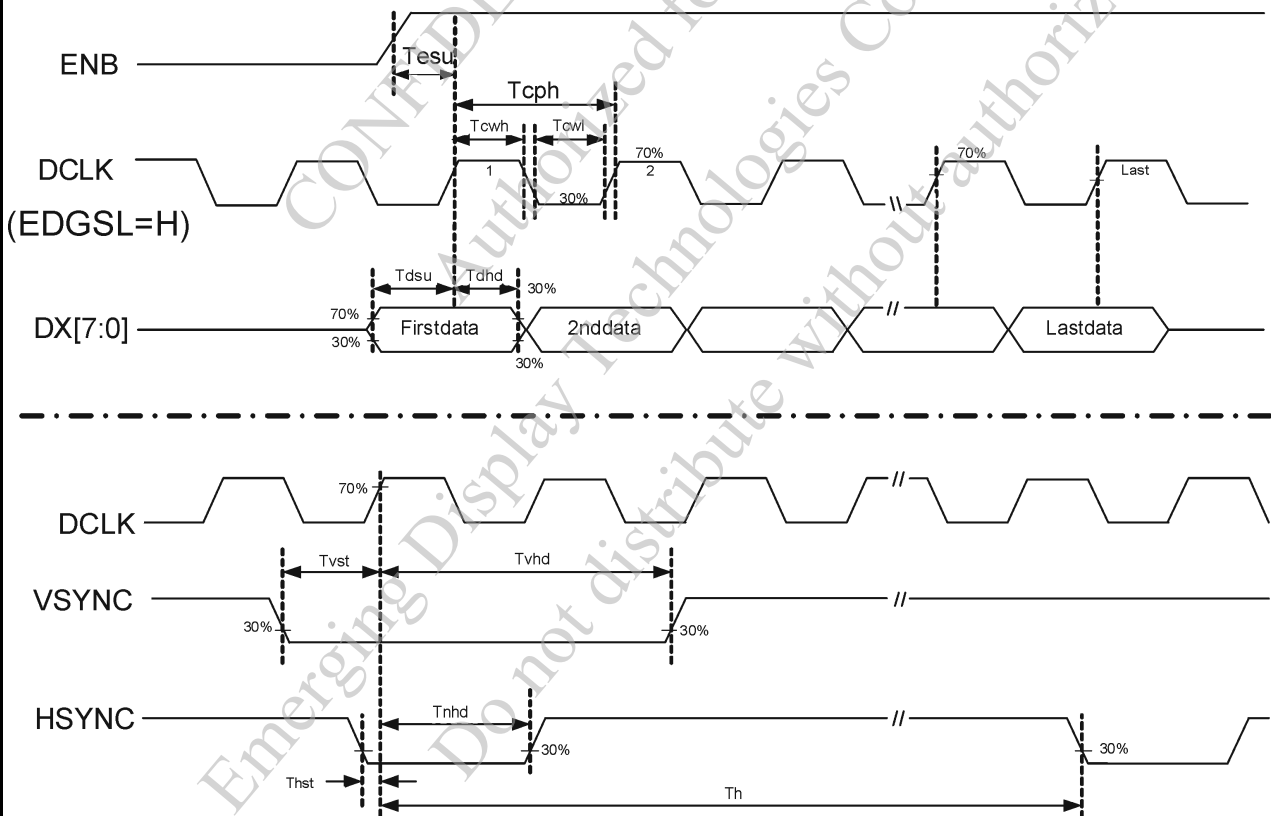 ENB
Tesu
Tcph
Tcwh
Tcwl
DCLK
1
30%
70%
2
70%
Last
(EDGSL=H)
Tdsu
Tdhd
30%
70%
30%
DX[7:0]
Firstdata
2nddata
Lastdata
30%
70%
DCLK
Tvst
Tvhd
VSYNC
30%
30%
HSYNC
Tnhd
30%
30%
Thst
Th
Emerging Display Technologies Co
Do not distribute without authoriz
CONFID
Authorized fo